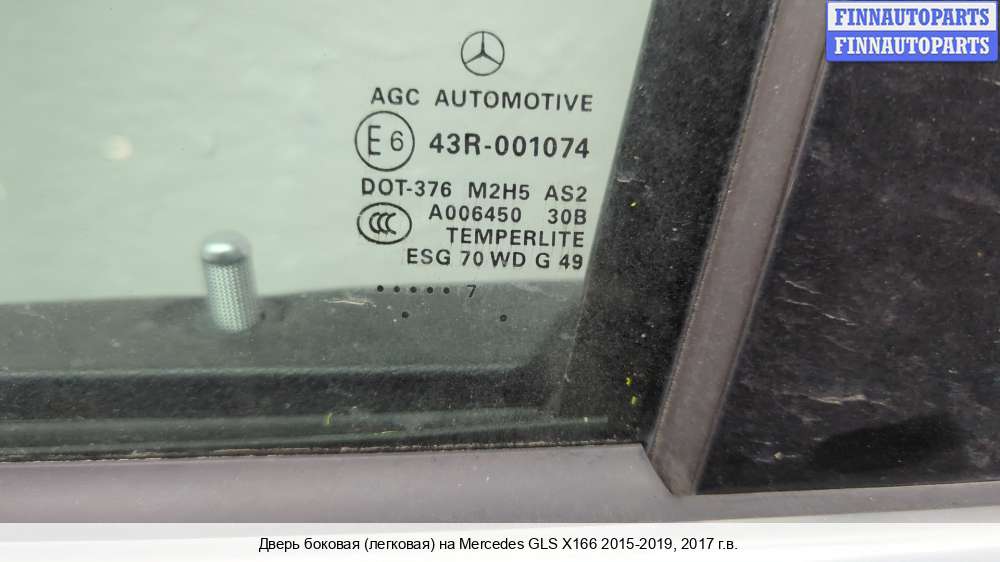 FINNAUTOPARTS
FINNAUTOPARTS
AGC AUTOMOTIVE
E6 43R-001074
DOT-376 M2H5 AS2
CCC A006450 30B
TEMPERLITE
ESG 70 WD G 49
• • • • • 7
Дверь боковая (легковая) на Mercedes GLS X166 2015-2019, 2017 г.в.